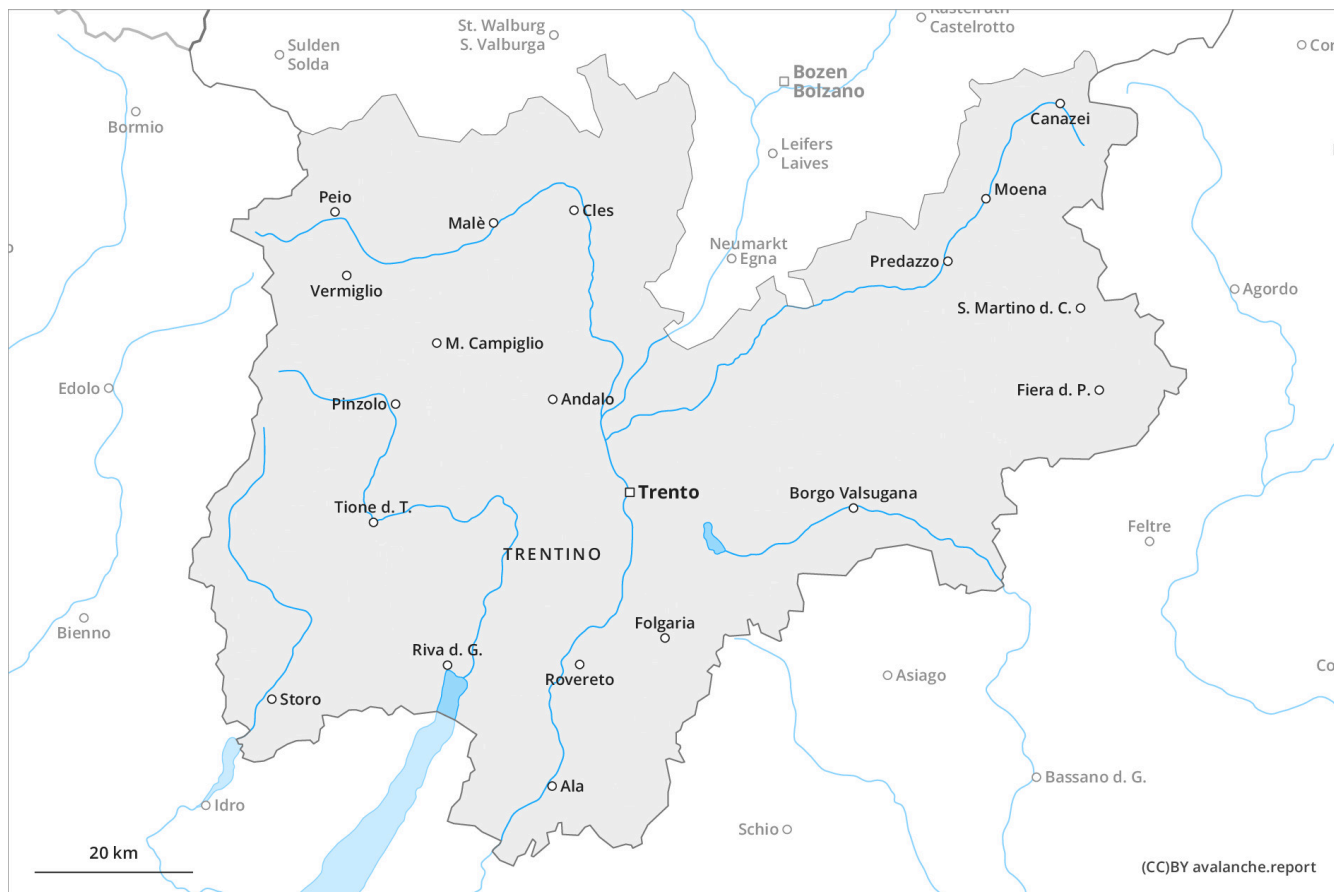 Kastelruth
Castelrotto
St. Walburg
S. Valburga
Sulden
Solda
Bozen
Bolzano
Bormio
Canazei
Leifers
Laives
Moena
Peio
Malè
Cles
Neumarkt
Egna
Predazzo
Vermiglio
Agordo
S. Martino d. C.
M. Campiglio
Edolo
Pinzolo
Andalo
Fiera d. P.
Trento
Borgo Valsugana
Tione d. T.
Feltre
TRENTINO
Bienno
Folgaria
Riva d. G.
Rovereto
Asiago
Storo
Ala
Bassano d. G.
Idro
Schio
20 km
(CC)BY avalanche.report